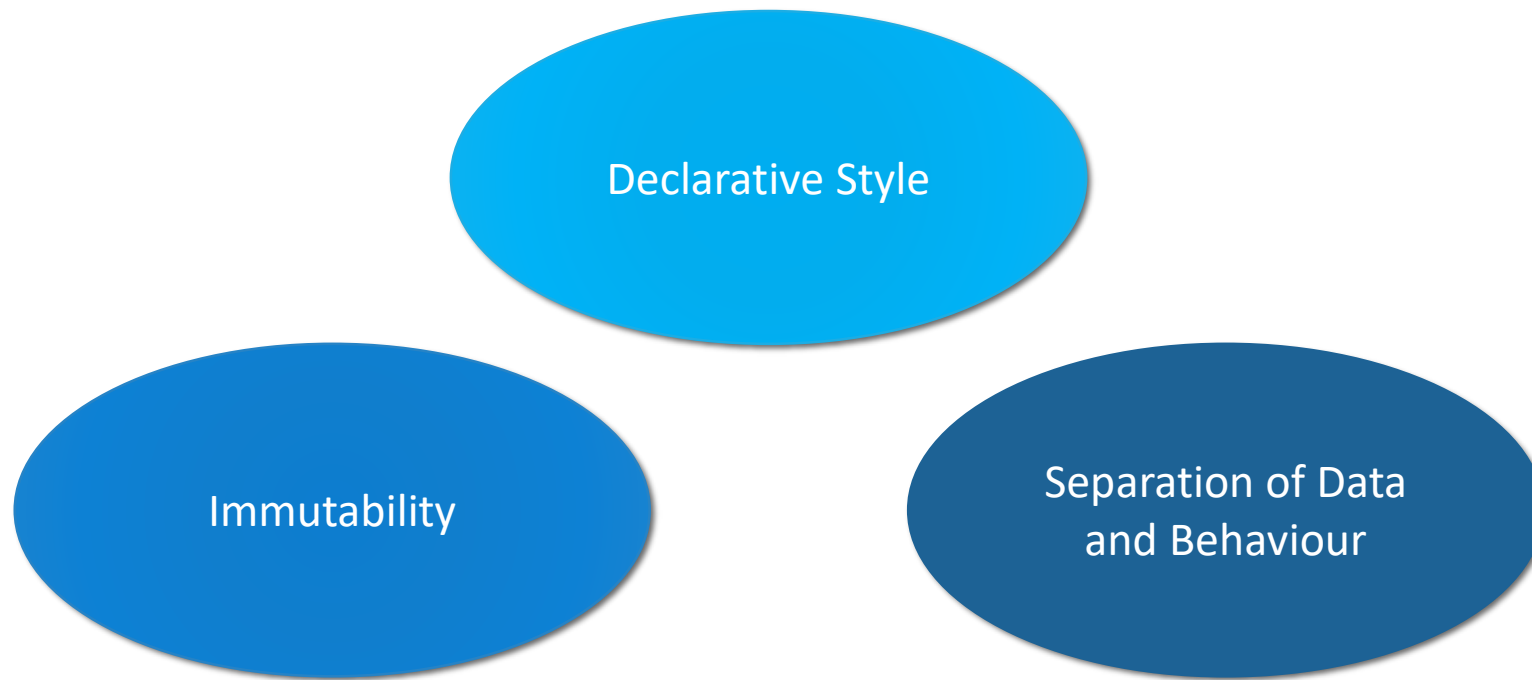 Declarative Style
Immutability
Separation of Data
and Behaviour